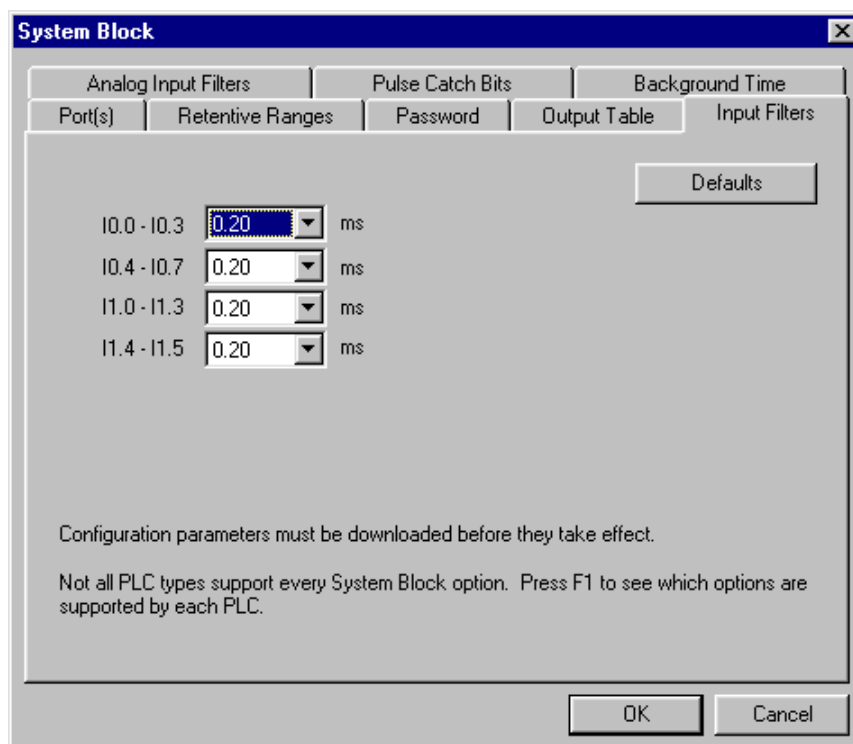 System Block
Analog Input Filters Pulse Catch Bits Background Time
Port(s) Retentive Ranges Password Output Table Input Filters
Defaults
I0.0 - I0.3 0.20 ms
I0.4 - I0.7 0.20 ms
I1.0 - I1.3 0.20 ms
I1.4 - I1.5 0.20 ms
Configuration parameters must be downloaded before they take effect.
Not all PLC types support every System Block option.  Press F1 to see which options are
supported by each PLC.
OK Cancel